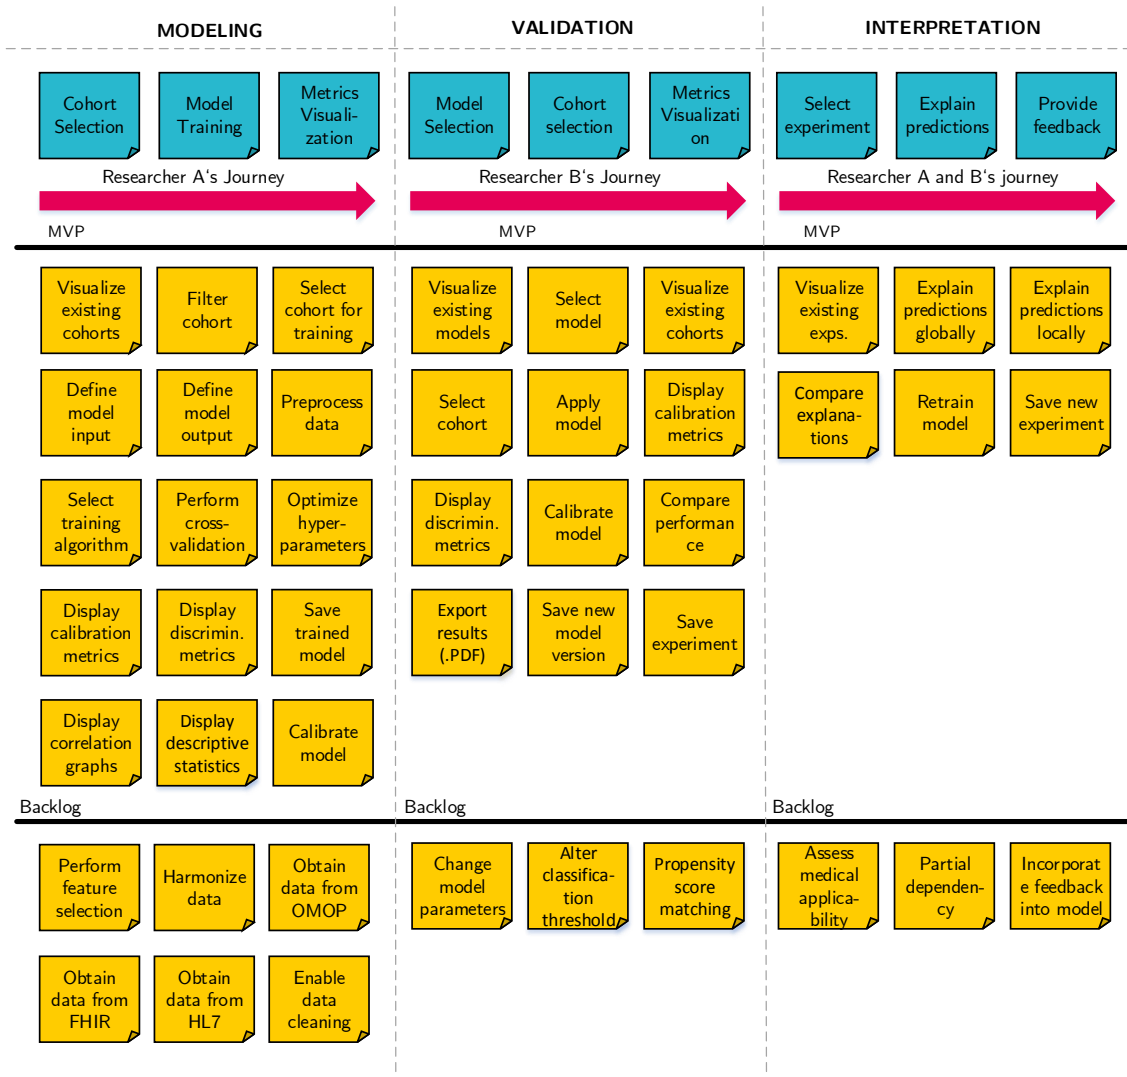 MODELING
VALIDATION
INTERPRETATION
Cohort
Selection
Model
Training
Metrics
Visuali-
zation
Model
Selection
Cohort
selection
Metrics
Visualizati
on
Select
experiment
Explain
predictions
Provide
feedback
Researcher A‘s Journey
Researcher B‘s Journey
Researcher A and B‘s journey
MVP
MVP
MVP
Visualize
existing
cohorts
Filter
cohort
Select
cohort for
training
Visualize
existing
models
Select
model
Visualize
existing
cohorts
Visualize
existing
exps.
Explain
predictions
globally
Explain
predictions
locally
Define
model
input
Define
model
output
Preprocess
data
Select
cohort
Apply
model
Display
calibration
metrics
Compare
explana-
tions
Retrain
model
Save new
experiment
Select
training
algorithm
Perform
cross-
validation
Optimize
hyper-
parameters
Display
discrimin.
metrics
Calibrate
model
Compare
performan
ce
Display
calibration
metrics
Display
discrimin.
metrics
Save
trained
model
Export
results
(.PDF)
Save new
model
version
Save
experiment
Display
correlation
graphs
Display
descriptive
statistics
Calibrate
model
Backlog
Backlog
Backlog
Perform
feature
selection
Harmonize
data
Obtain
data from
OMOP
Change
model
parameters
Alter
classifica-
tion
threshold
Propensity
score
matching
Assess
medical
applica-
bility
Partial
dependen-
cy
Incorporat
e feedback
into model
Obtain
data from
FHIR
Obtain
data from
HL7
Enable
data
cleaning